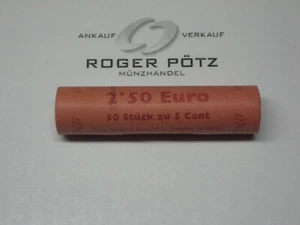 ANKAUF VERKAUF
ROGER PÖTZ
MÜNZHANDEL
2*50 Euro
50 Stück zu 5 Cent